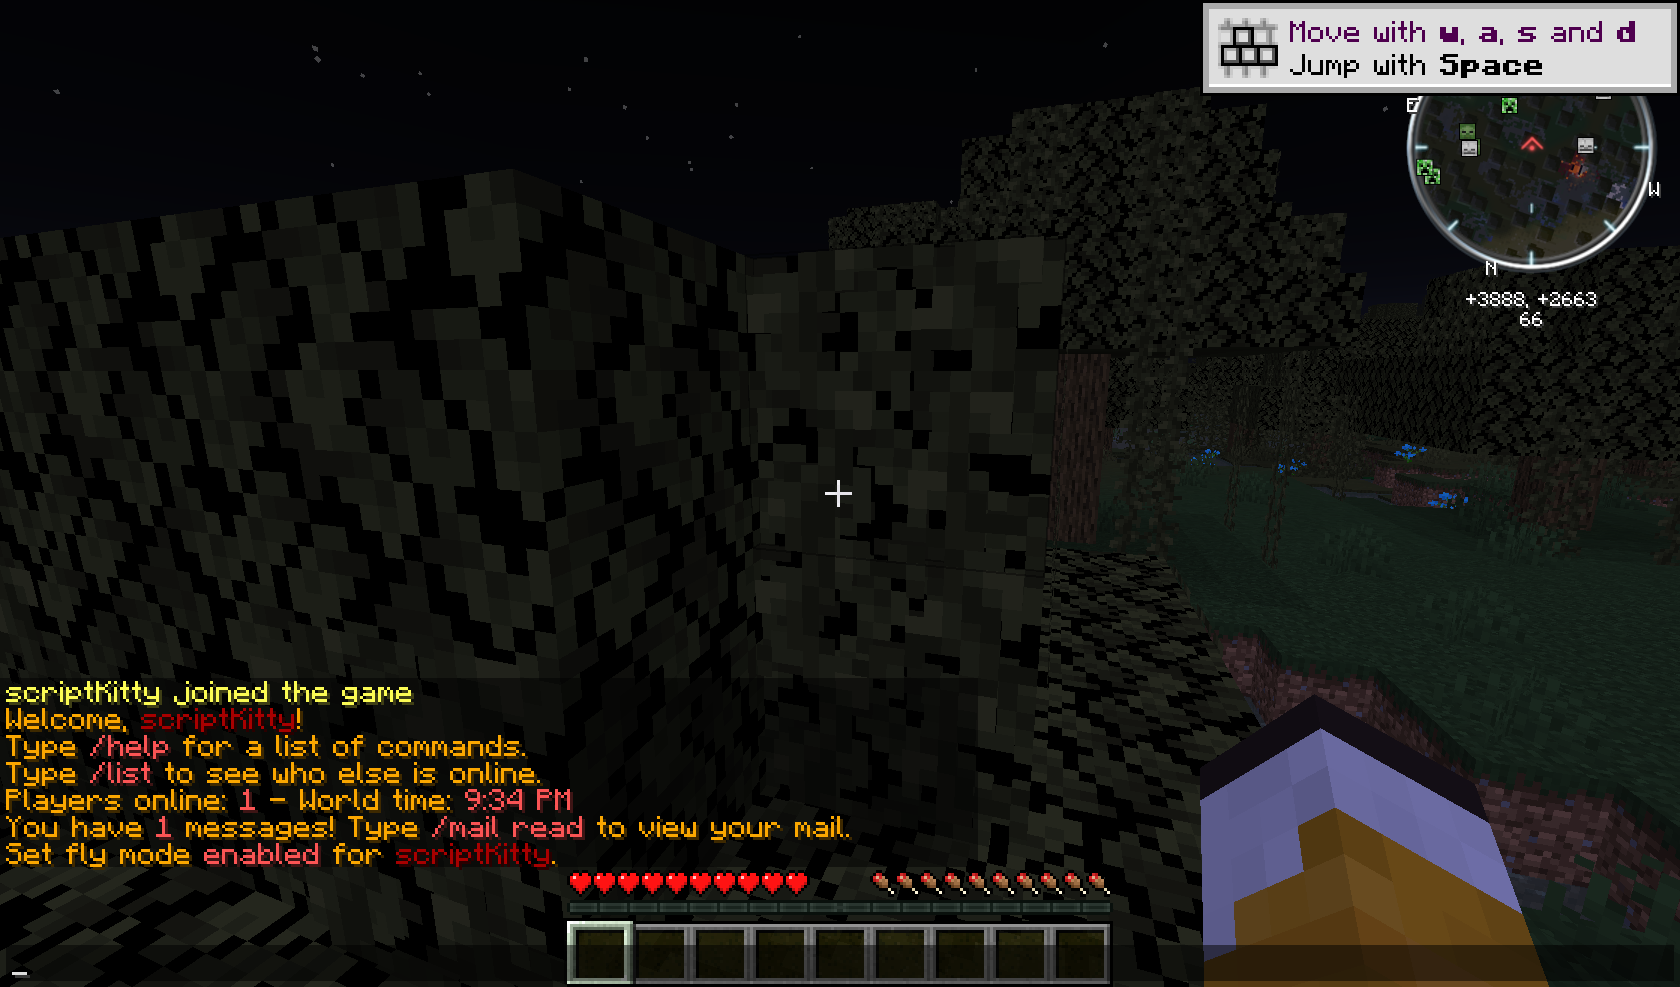 Move with w, a, s and d
Jump with Space
W
N
+3888, +2663
66
scriptKitty joined the game
Welcome, scriptKitty!
Type /help for a list of commands.
Type /list to see who else is online.
Players online: 1 - World time: 9:34 PM
You have 1 messages! Type /mail read to view your mail.
Set fly mode enabled for scriptKitty.
_